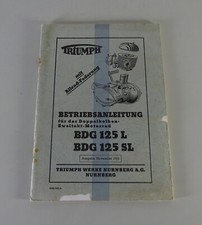 TRIUMPH
mit
Allrad-Federung
BETRIEBSANLEITUNG
für das Doppelkolben-
Zweitakt-Motorrad
BDG 125 L
BDG 125 SL
TRIUMPH WERKE NÜRNBERG A.G.
NÜRNBERG